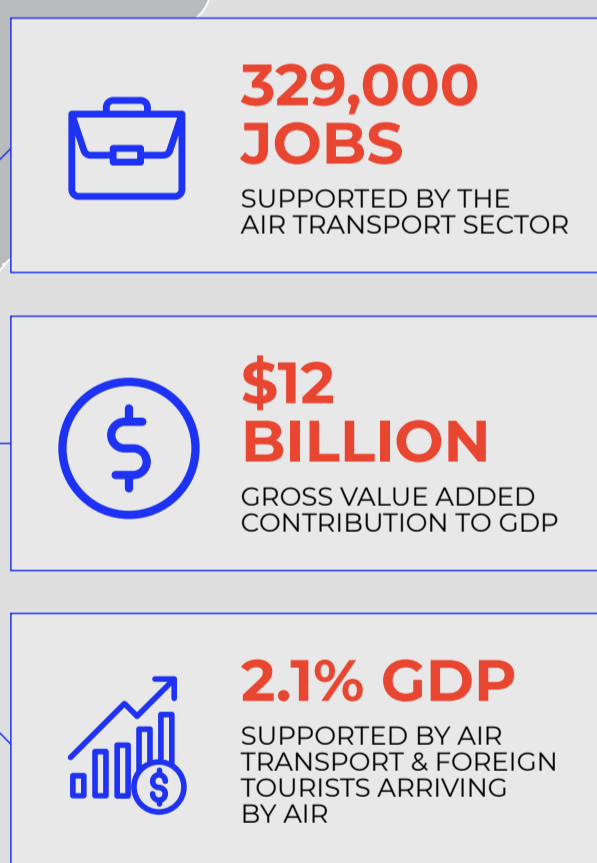 329,000
JOBS
SUPPORTED BY THE
AIR TRANSPORT SECTOR
$12
BILLION
GROSS VALUE ADDED
CONTRIBUTION TO GDP
2.1% GDP
SUPPORTED BY AIR
TRANSPORT & FOREIGN
TOURISTS ARRIVING
BY AIR